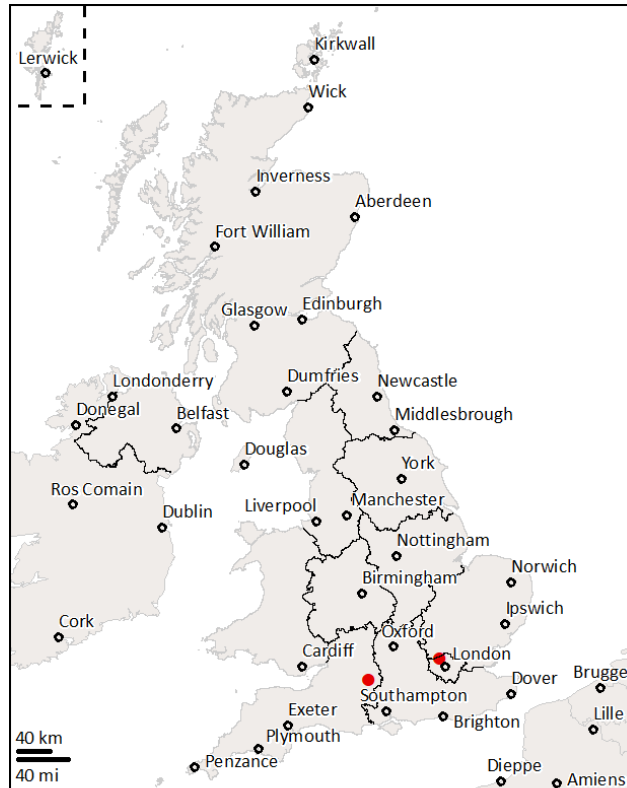 Kirkwall
Lerwick
Wick
Inverness
Aberdeen
Fort William
Edinburgh
Glasgow
Londonderry
Dumfries
Newcastle
Donegal
Belfast
Middlesbrough
Douglas
York
Ros Comain
Manchester
Liverpool
Dublin
Nottingham
Birmingham
Norwich
Ipswich
Cork
Oxford
Cardiff
London
Brugge
Dover
Southampton
Exeter
Brighton
Lille
Plymouth
40 km
Penzance
40 mi
Dieppe
Amiens